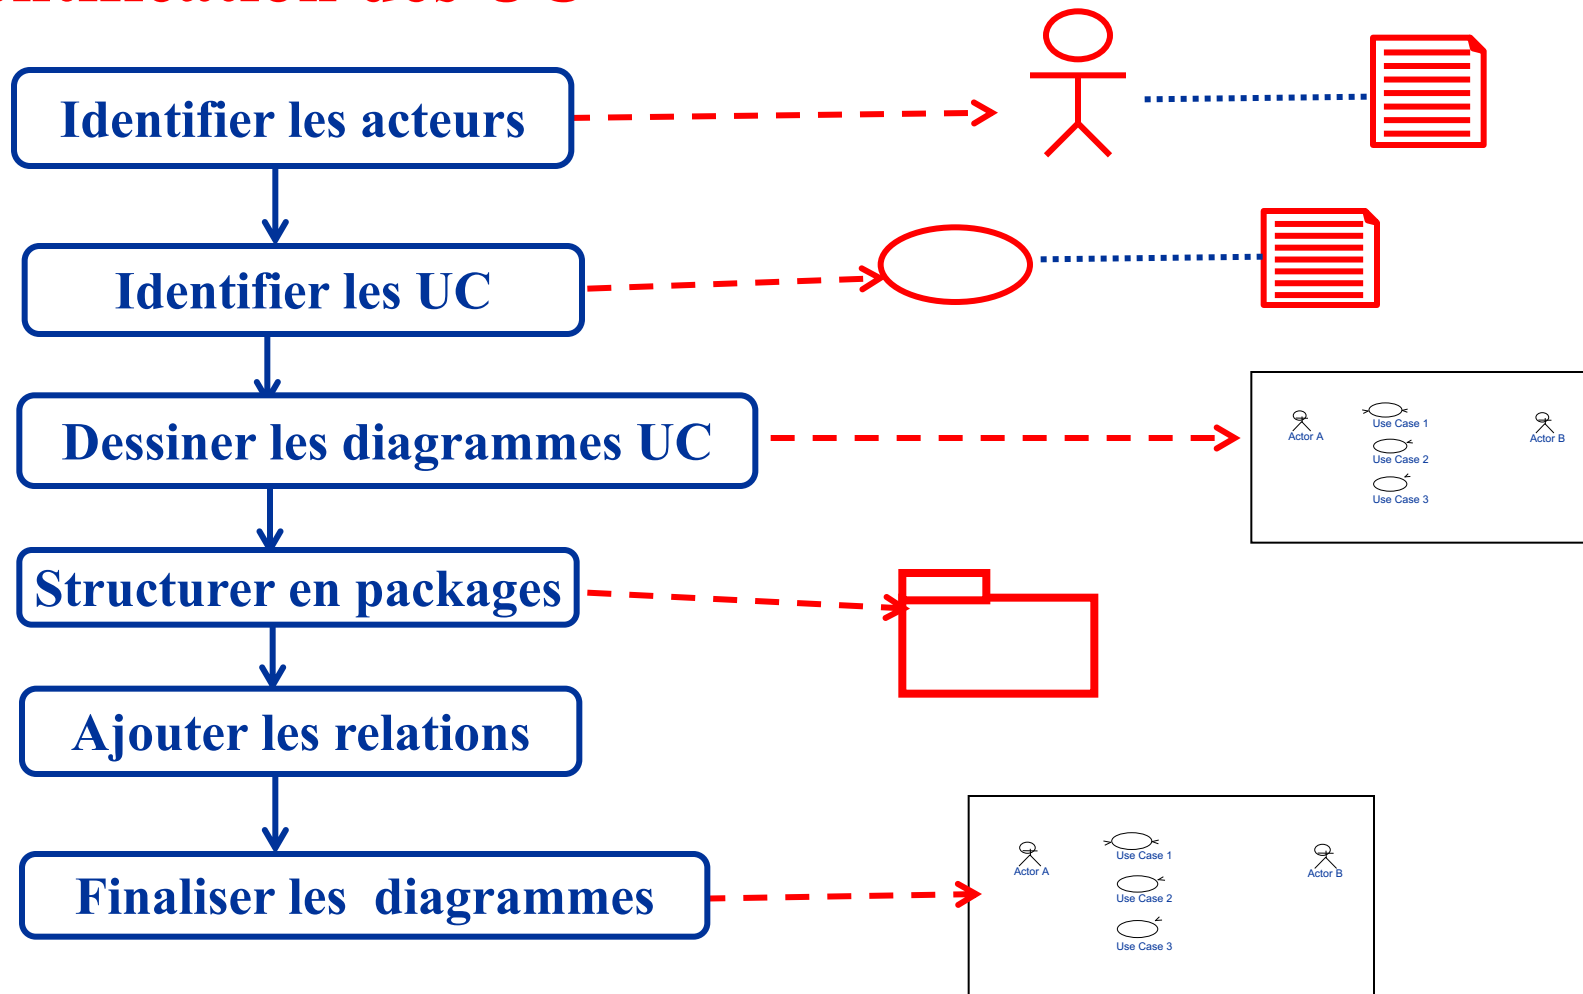 des UC
Identifier les acteurs
Identifier les UC
Dessiner les diagrammes UC
Actor A
Use Case 1
Use Case 2
Use Case 3
Actor B
Structurer en packages
Ajouter les relations
Finaliser les  diagrammes
Actor A
Use Case 1
Use Case 2
Use Case 3
Actor B